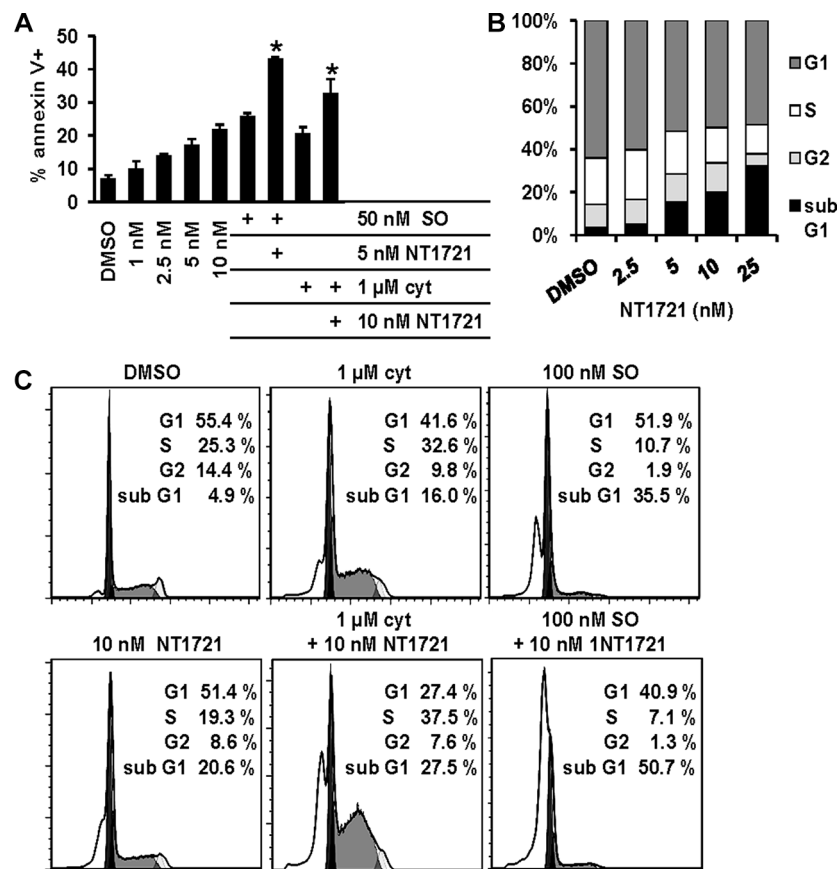 A
% annexin V+
50
40
30
20
10
0
*
*
DMSO
1 nM
2.5 nM
5 nM
10 nM
+ + 50 nM SO
+ 5 nM NT1721
+ + 1 µM cyt
+ 10 nM NT1721
B
100%
80%
60%
40%
20%
0%
G1
S
G2
sub
G1
DMSO
2.5
5
10
25
NT1721 (nM)
C
DMSO
G1 55.4 %
S 25.3 %
G2 14.4 %
sub G1 4.9 %
1 µM cyt
G1 41.6 %
S 32.6 %
G2 9.8 %
sub G1 16.0 %
100 nM SO
G1 51.9 %
S 10.7 %
G2 1.9 %
sub G1 35.5 %
10 nM NT1721
G1 51.4 %
S 19.3 %
G2 8.6 %
sub G1 20.6 %
1 µM cyt
+ 10 nM NT1721
G1 27.4 %
S 37.5 %
G2 7.6 %
sub G1 27.5 %
100 nM SO
+ 10 nM 1NT1721
G1 40.9 %
S 7.1 %
G2 1.3 %
sub G1 50.7 %